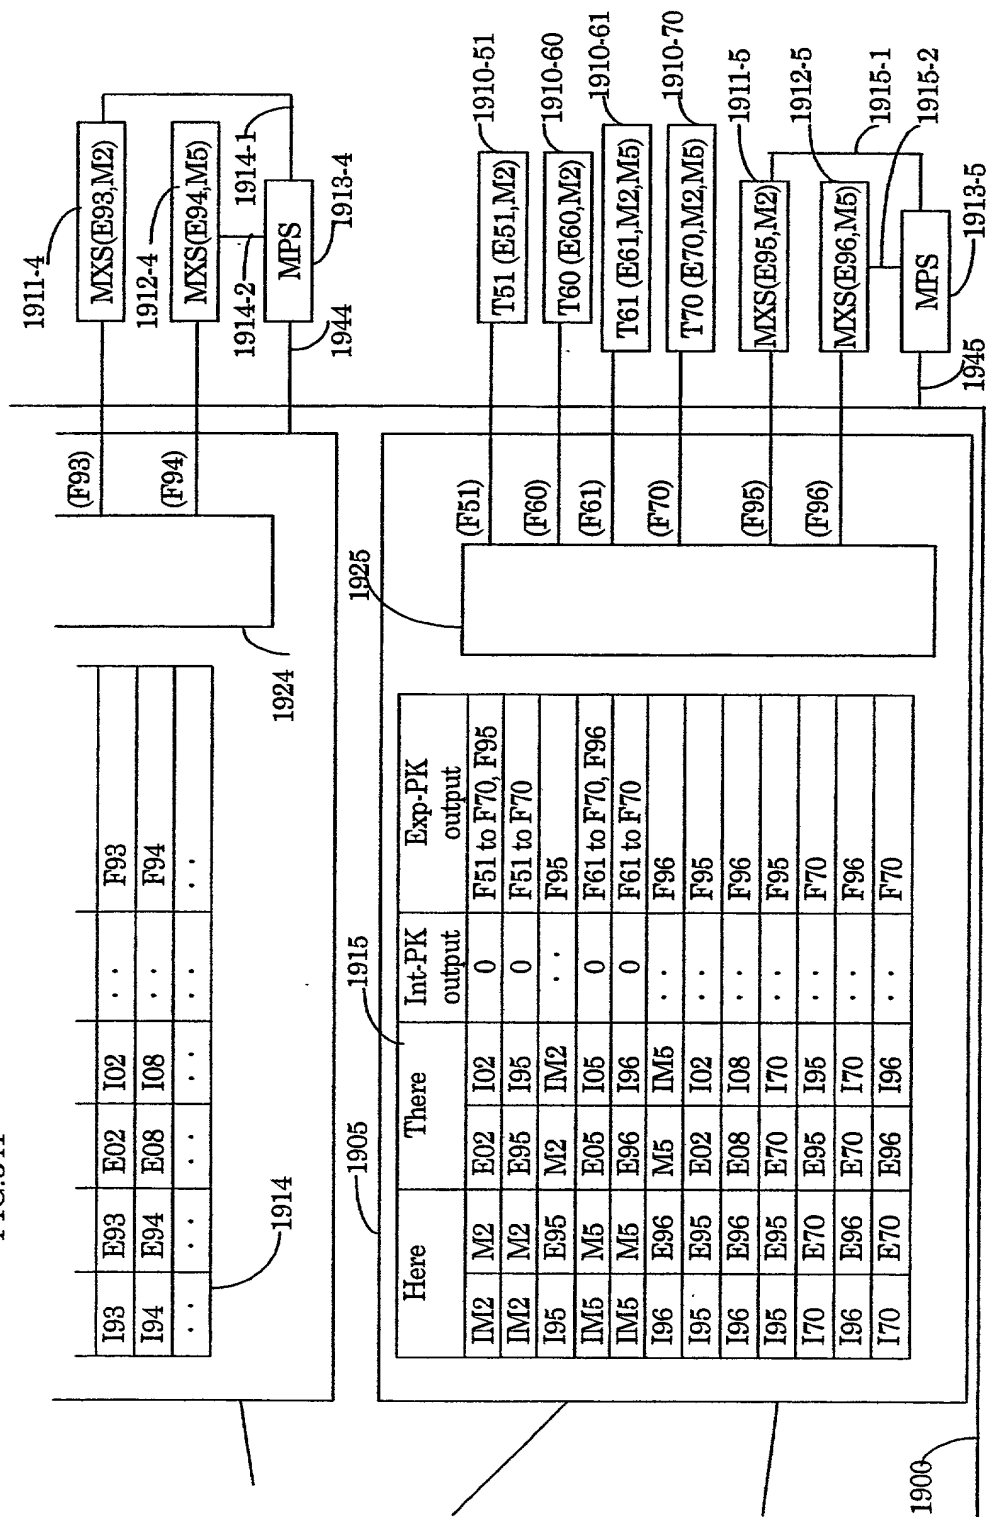 1911-4
MXS(E93,M2)
1912-4
MXS(E94,M5)
1914-2
1914-1
MPS
1913-4
1944
(F93)
(F94)
1924
I93 E93 E02 I02 . . F93
I94 E94 E08 I08 . . F94
. . . . . .
1914
1905
1915
1925
Here There Int-PK output Exp-PK output
IM2 M2 E02 I02 0 F51 to F70, F95
IM2 M2 E95 I95 0 F51 to F70
I95 E95 M2 IM2 . . F95
IM5 M5 E05 I05 0 F61 to F70, F96
IM5 M5 E96 I96 0 F61 to F70
I96 E96 M5 IM5 . . F96
I95 E95 E02 I02 . . F95
I96 E96 E08 I08 . . F96
I95 E95 E70 I70 . . F95
I70 E70 E95 I95 . . F70
I96 E96 E70 I70 . . F96
I70 E70 E96 I96 . . F70
(F51)
(F60)
(F61)
(F70)
(F95)
(F96)
T51 (E51,M2)
1910-51
T60 (E60,M2)
1910-60
T61 (E61,M2,M5)
1910-61
T70 (E70,M2,M5)
1910-70
MXS(E95,M2)
1911-5
MXS(E96,M5)
1912-5
1915-1
1915-2
MPS
1913-5
1945
1900